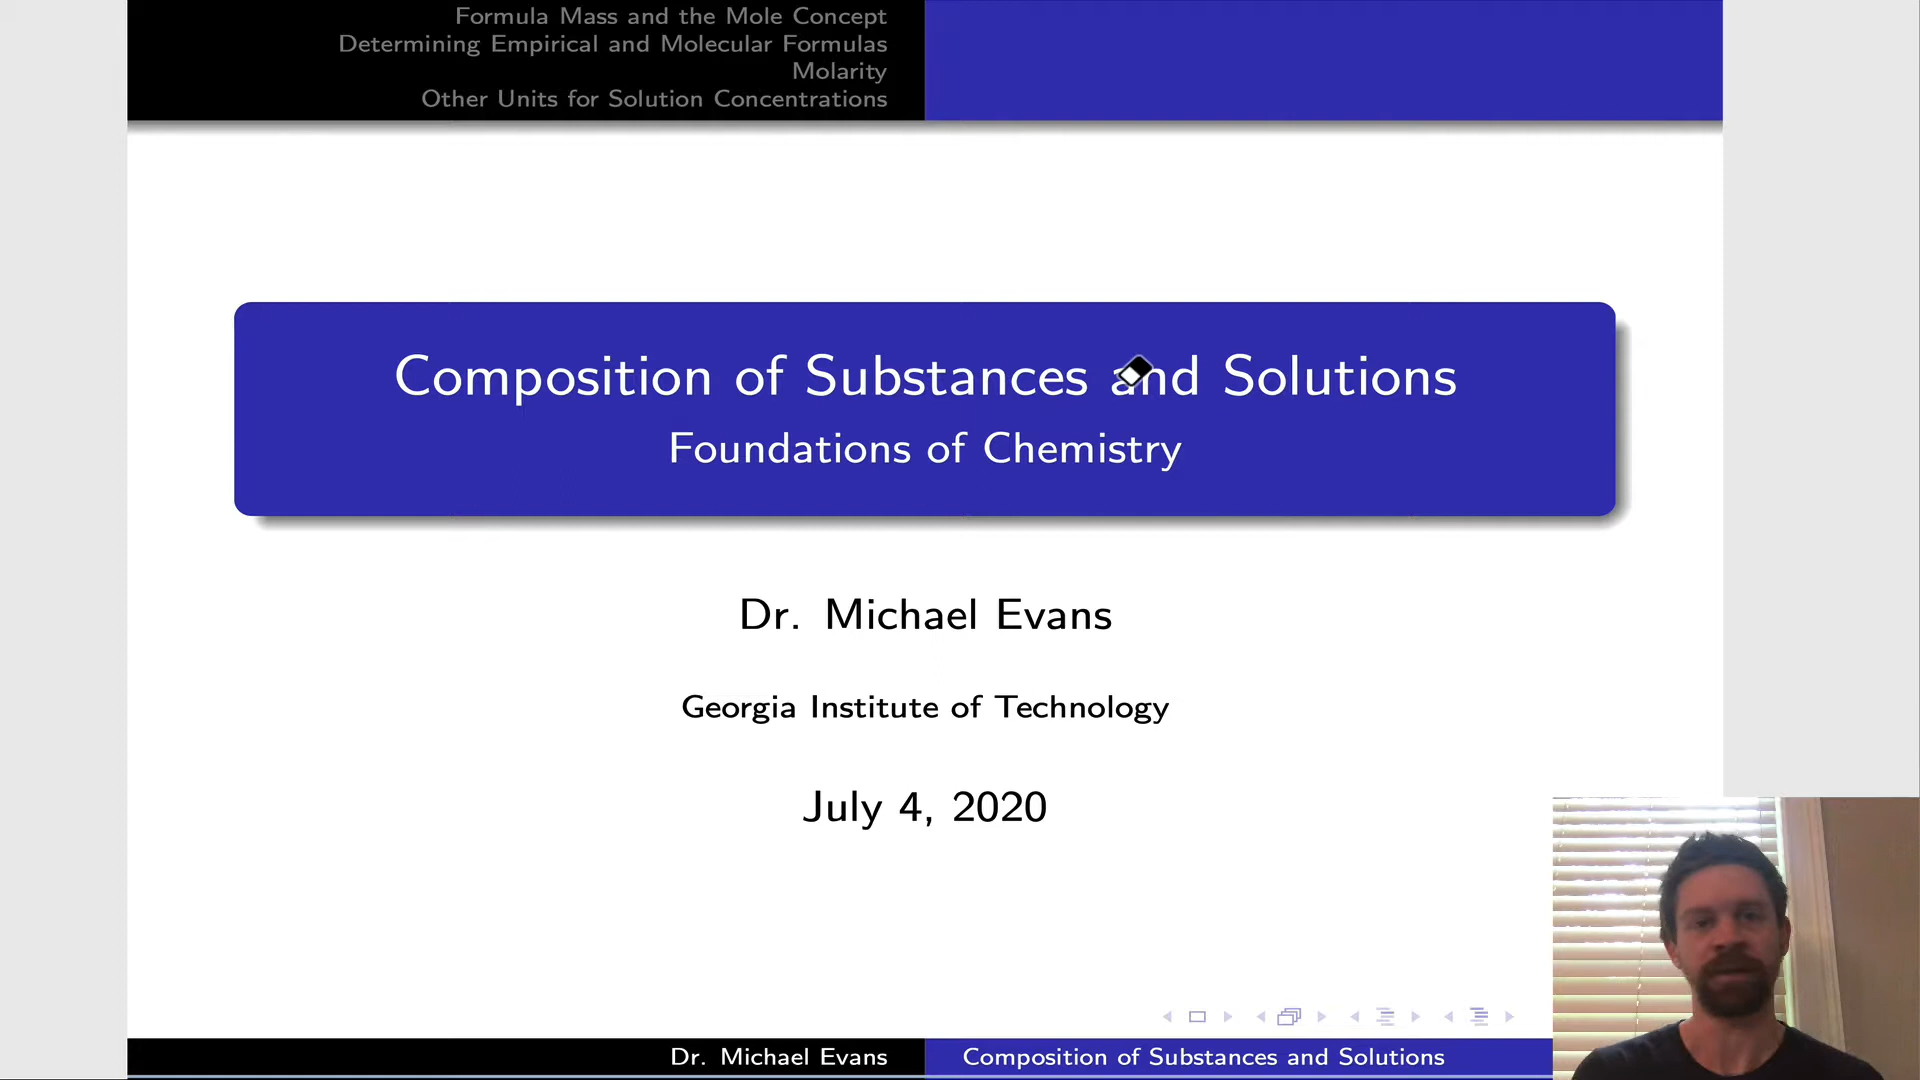 Formula Mass and the Mole Concept
Determining Empirical and Molecular Formulas
Molarity
Other Units for Solution Concentrations
Composition of Substances and Solutions
Foundations of Chemistry
Dr. Michael Evans
Georgia Institute of Technology
July 4, 2020
Dr. Michael Evans
Composition of Substances and Solutions